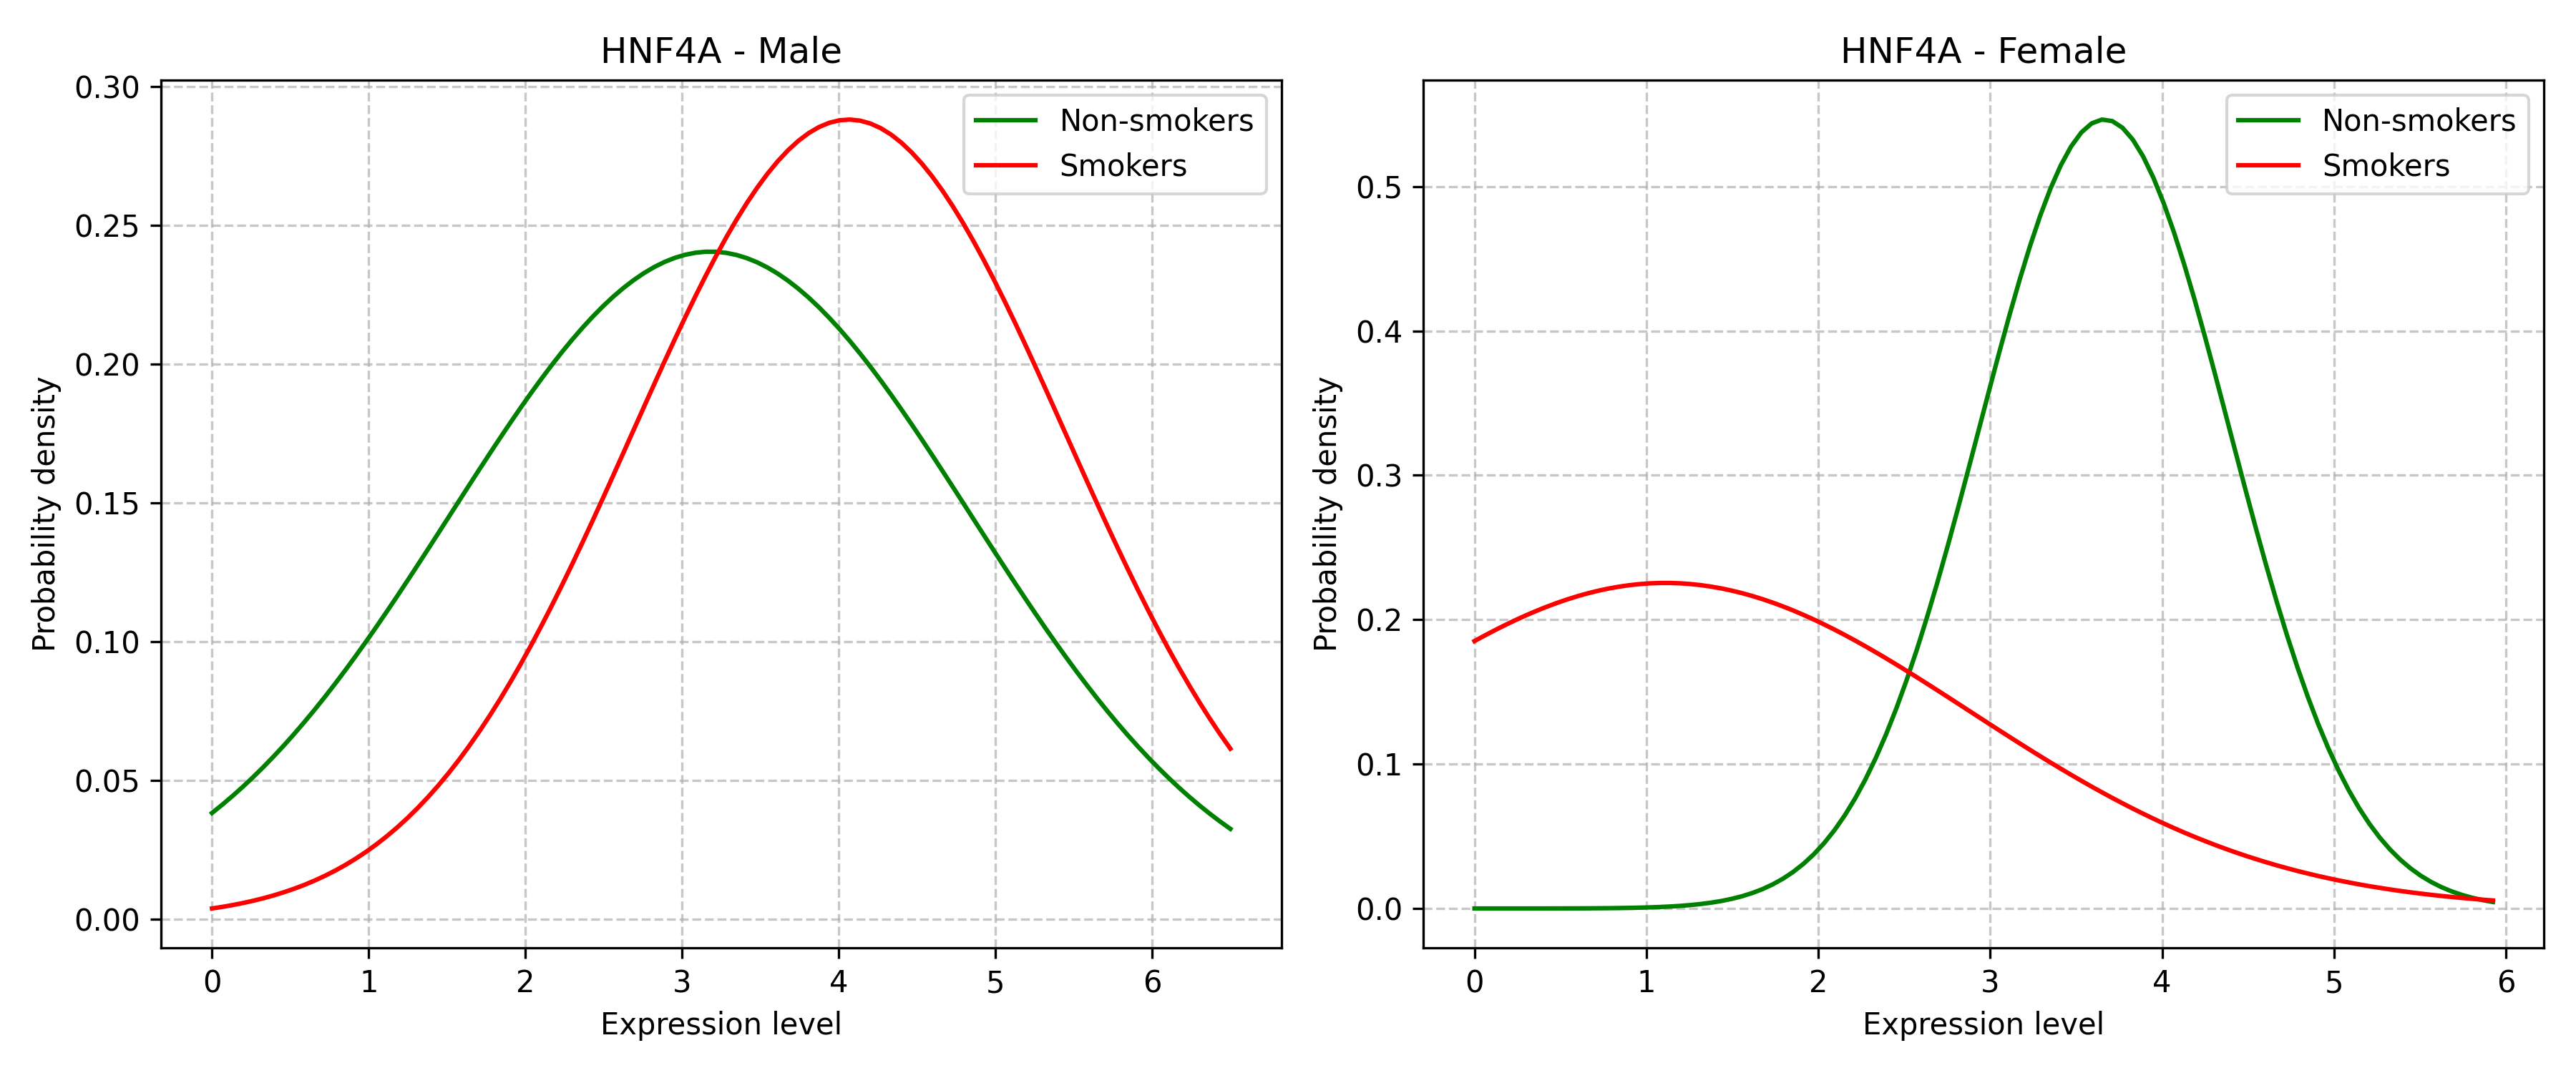 HNF4A - Male
Non-smokers
Smokers
Probability density
0.30
0.25
0.20
0.15
0.10
0.05
0.00
0 1 2 3 4 5 6
Expression level
HNF4A - Female
Non-smokers
Smokers
Probability density
0.5
0.4
0.3
0.2
0.1
0.0
0 1 2 3 4 5 6
Expression level